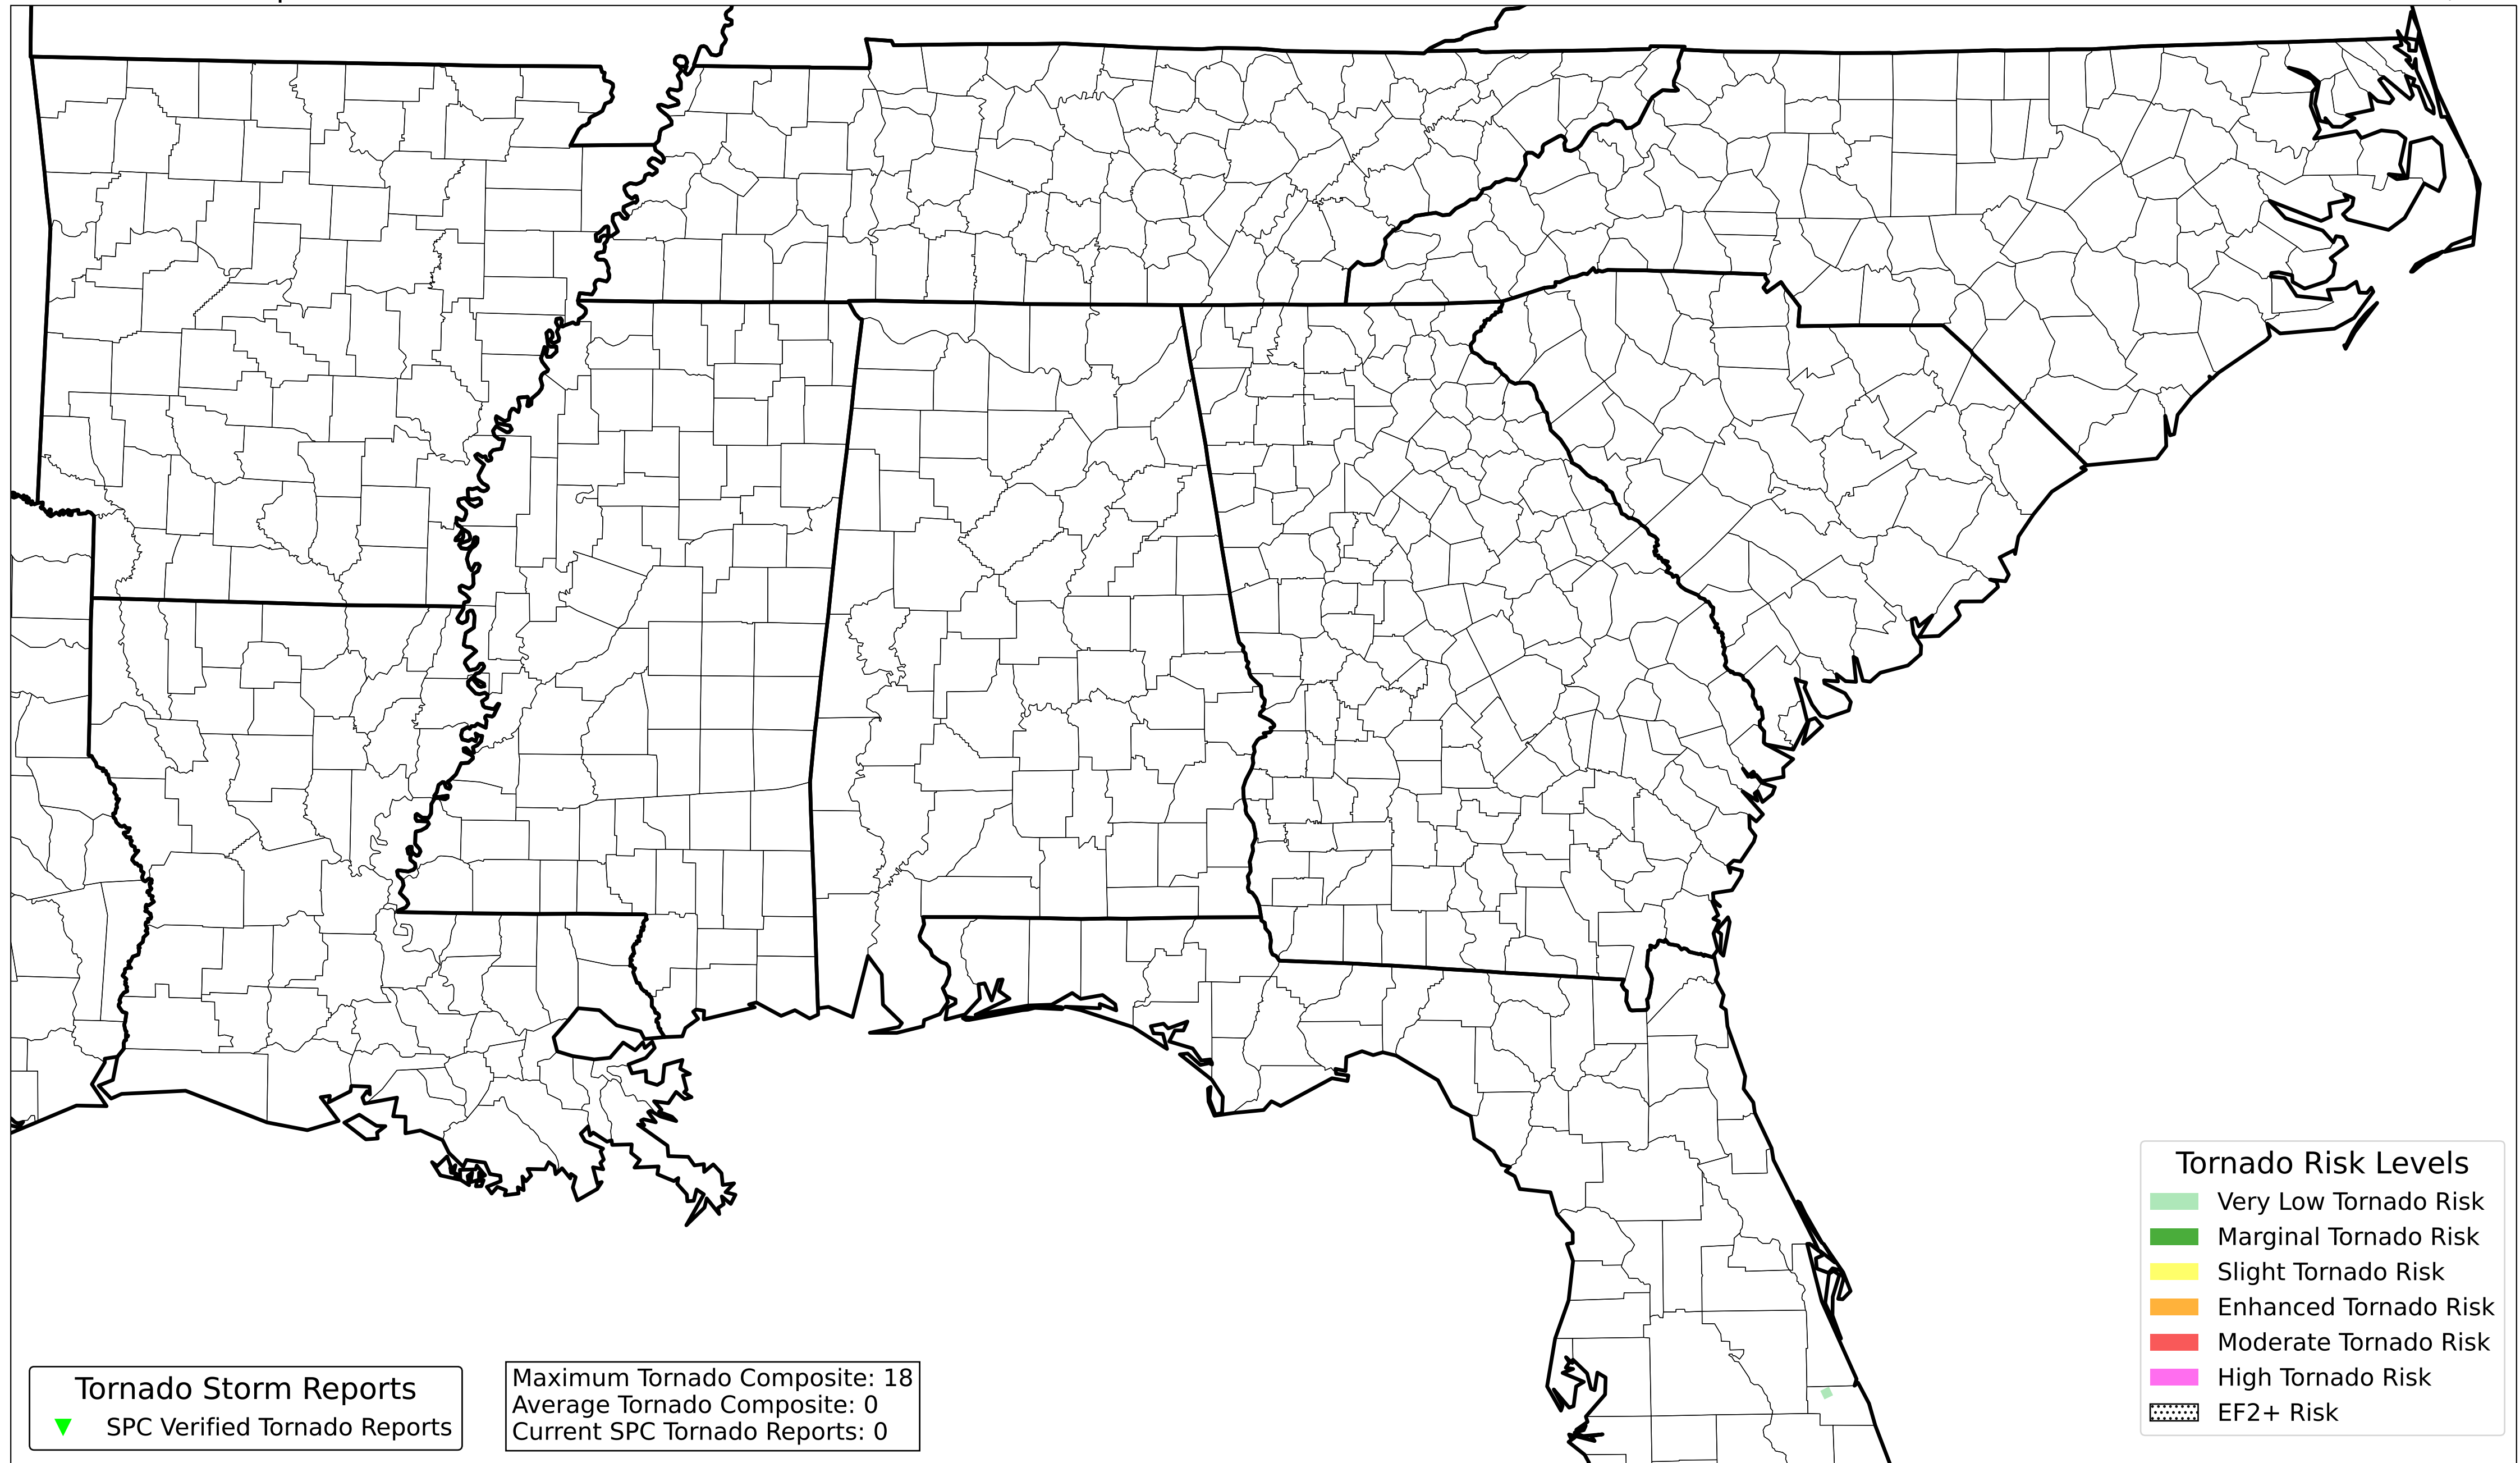 Tornado Risk Levels
Very Low Tornado Risk
Marginal Tornado Risk
Slight Tornado Risk
Enhanced Tornado Risk
Moderate Tornado Risk
High Tornado Risk
EF2+ Risk
Tornado Storm Reports
SPC Verified Tornado Reports
Maximum Tornado Composite: 18
Average Tornado Composite: 0
Current SPC Tornado Reports: 0